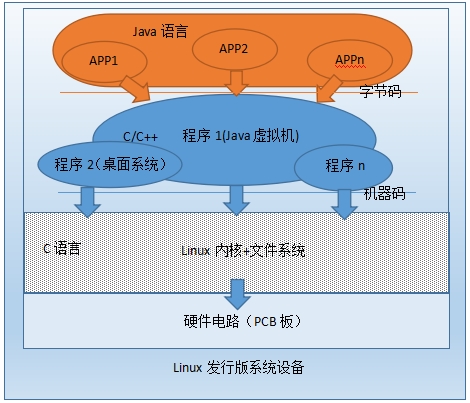 Java 语言
APP1
APP2
APPn
字节码
C/C++
程序 1(Java 虚拟机)
程序 2（桌面系统）
程序 n
机器码
C 语言
Linux 内核+文件系统
硬件电路（PCB 板）
Linux 发行版系统设备